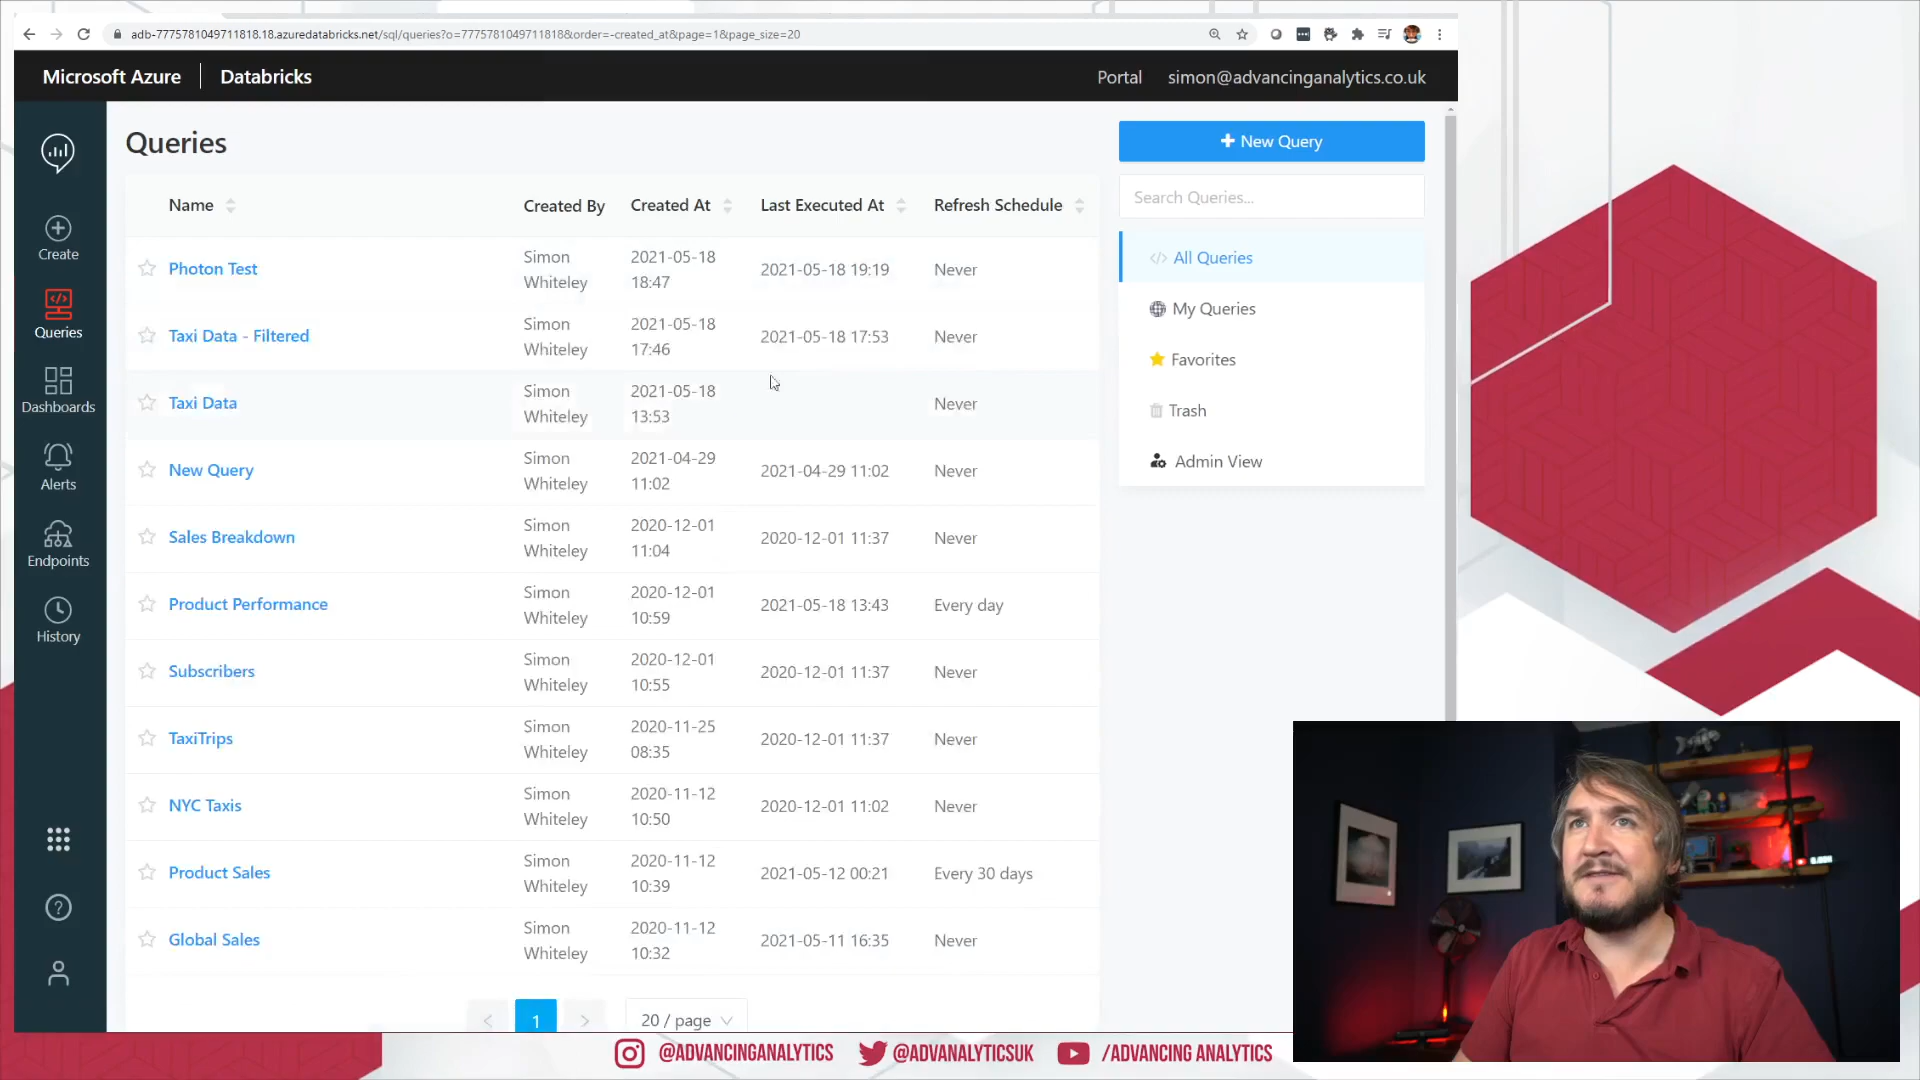 adb-7775781049711818.18.azuredatabricks.net/sql/queries?o=7775781049711818&order=-created_at&page=1&page_size=20
Microsoft Azure | Databricks
Portal simon@advancinganalytics.co.uk
Queries
New Query
Search Queries...
All Queries
My Queries
Favorites
Trash
Admin View
Create
Queries
Dashboards
Alerts
Endpoints
History
Name Created By Created At Last Executed At Refresh Schedule
Photon Test Simon Whiteley 2021-05-18 18:47 2021-05-18 19:19 Never
Taxi Data - Filtered Simon Whiteley 2021-05-18 17:46 2021-05-18 17:53 Never
Taxi Data Simon Whiteley 2021-05-18 13:53 Never
New Query Simon Whiteley 2021-04-29 11:02 2021-04-29 11:02 Never
Sales Breakdown Simon Whiteley 2020-12-01 11:04 2020-12-01 11:37 Never
Product Performance Simon Whiteley 2020-12-01 10:59 2021-05-18 13:43 Every day
Subscribers Simon Whiteley 2020-12-01 10:55 2020-12-01 11:37 Never
TaxiTrips Simon Whiteley 2020-11-25 08:35 2020-12-01 11:37 Never
NYC Taxis Simon Whiteley 2020-11-12 10:50 2020-12-01 11:02 Never
Product Sales Simon Whiteley 2020-11-12 10:39 2021-05-12 00:21 Every 30 days
Global Sales Simon Whiteley 2020-11-12 10:32 2021-05-11 16:35 Never
1 20 / page
@ADVANCINGANALYTICS @ADVANALYTICSUK /ADVANCING ANALYTICS